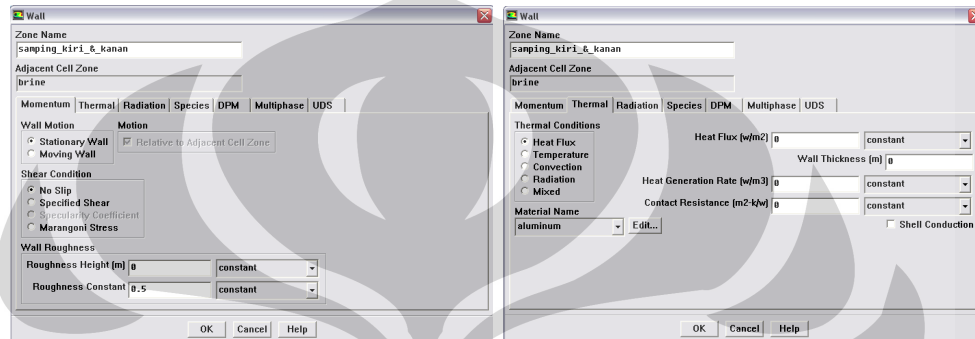 Wall
Zone Name
samping_kiri_&_kanan
Adjacent Cell Zone
brine
Momentum Thermal Radiation Species DPM Multiphase UDS
Wall Motion Motion
Stationary Wall Relative to Adjacent Cell Zone
Moving Wall
Shear Condition
No Slip
Specified Shear
Specularity Coefficient
Marangoni Stress
Wall Roughness
Roughness Height (m) 0 constant
Roughness Constant 0.5 constant
OK Cancel Help
Wall
Zone Name
samping_kiri_&_kanan
Adjacent Cell Zone
brine
Momentum Thermal Radiation Species DPM Multiphase UDS
Thermal Conditions
Heat Flux
Temperature
Convection
Radiation
Mixed
Heat Flux (w/m2) 0 constant
Wall Thickness (m) 0
Heat Generation Rate (w/m3) 0 constant
Contact Resistance (m2-k/w) 0 constant
Material Name
aluminum Edit...
Shell Conduction
OK Cancel Help